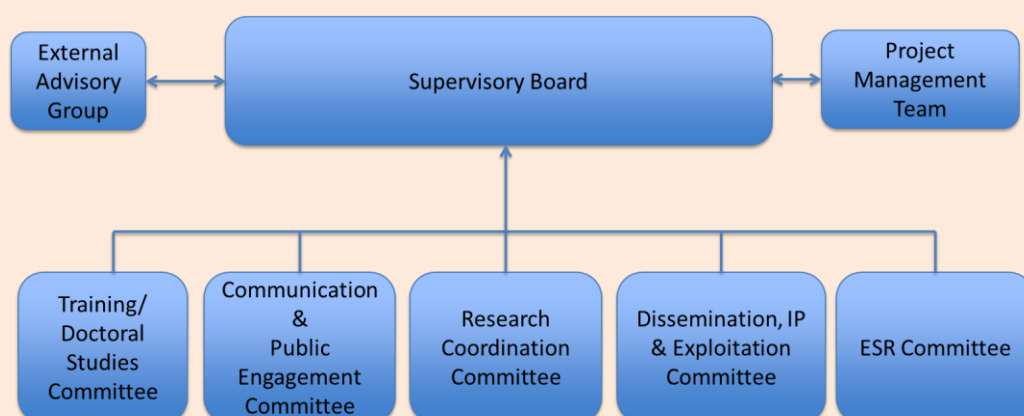 External
Advisory
Group
Supervisory Board
Project
Management
Team
Training/
Doctoral
Studies
Committee
Communication
&
Public
Engagement
Committee
Research
Coordination
Committee
Dissemination, IP
& Exploitation
Committee
ESR Committee